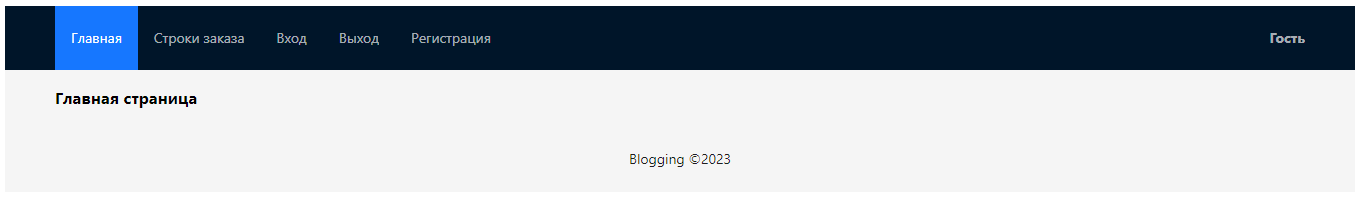 Главная Строки заказа Вход Выход Регистрация Гость
Главная страница
Blogging ©2023